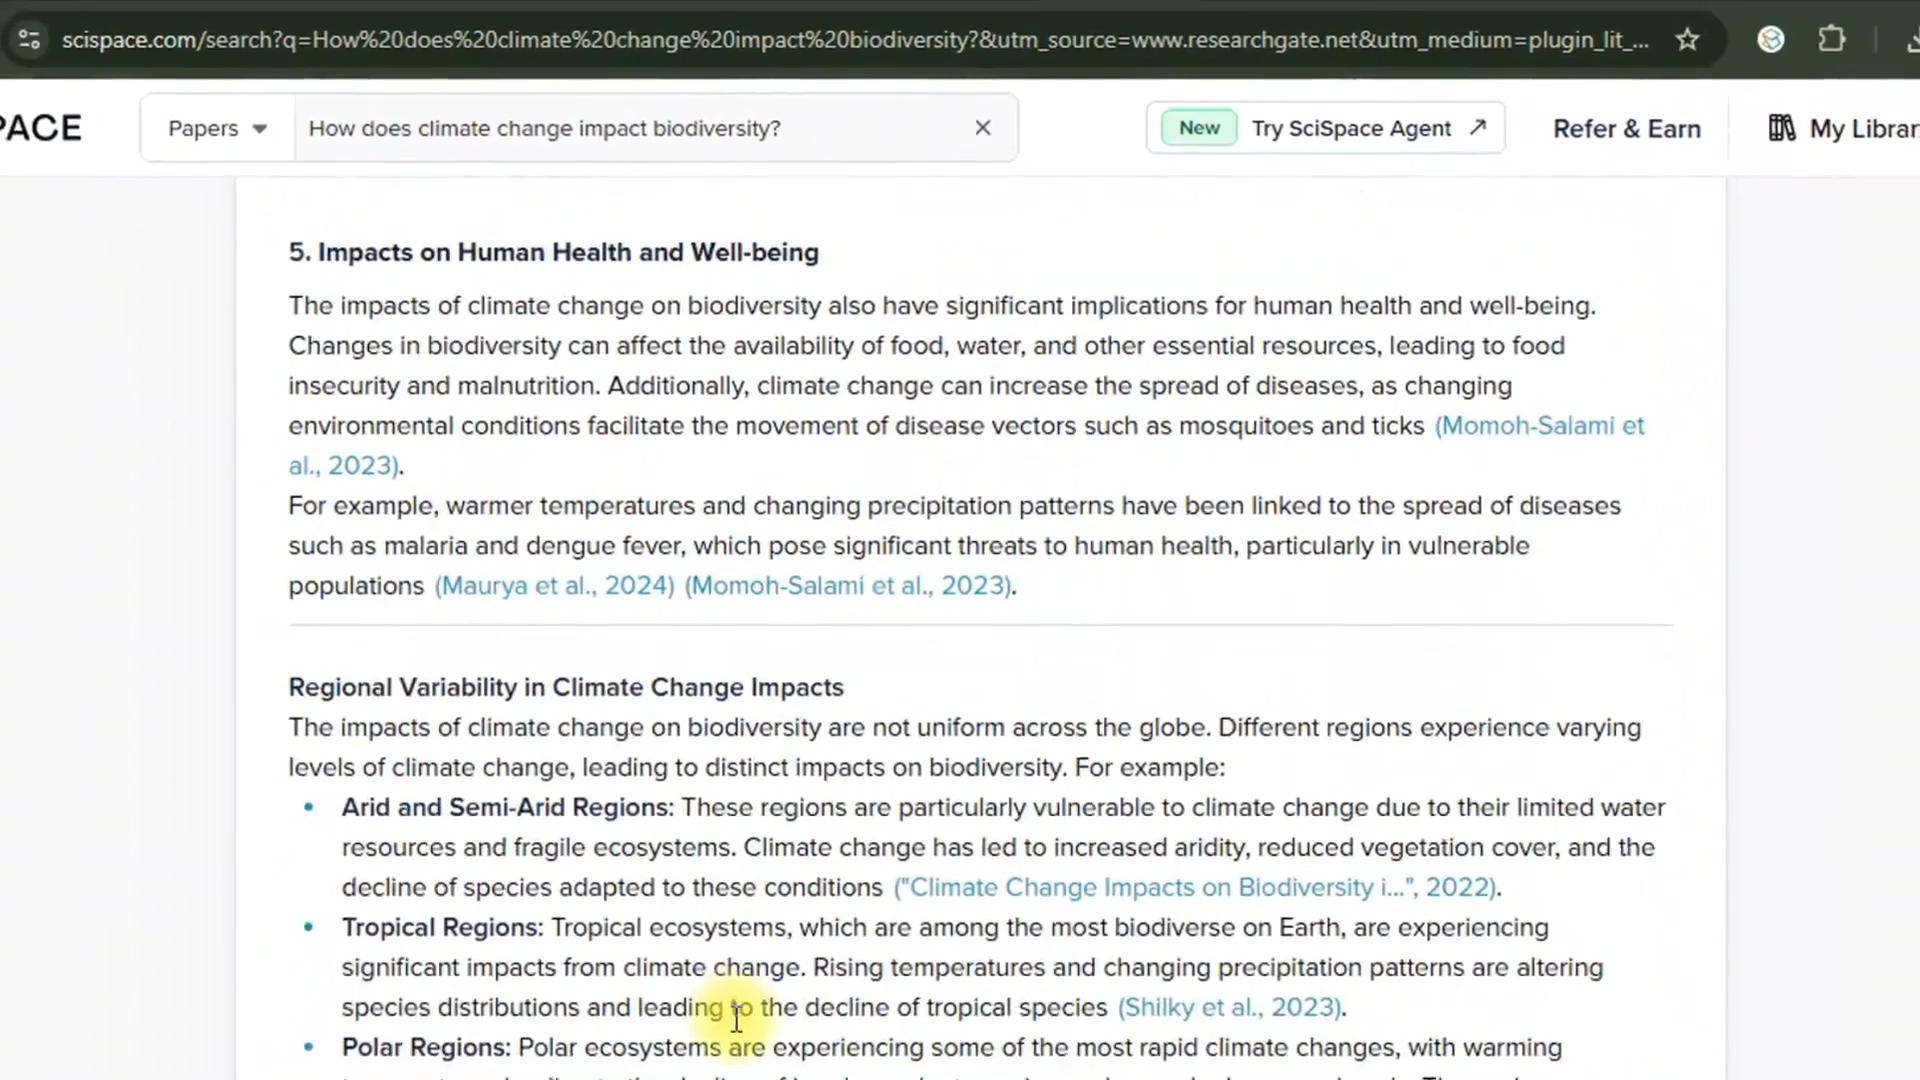 scispace.com/search?q=How%20does%20climate%20change%20impact%20biodiversity?&utm_source=www.researchgate.net&utm_medium=plugin_lit_...
PACE
Papers
How does climate change impact biodiversity?
New Try SciSpace Agent
Refer & Earn
My Librar
5. Impacts on Human Health and Well-being
The impacts of climate change on biodiversity also have significant implications for human health and well-being.
Changes in biodiversity can affect the availability of food, water, and other essential resources, leading to food
insecurity and malnutrition. Additionally, climate change can increase the spread of diseases, as changing
environmental conditions facilitate the movement of disease vectors such as mosquitoes and ticks (Momoh-Salami et
al., 2023).
For example, warmer temperatures and changing precipitation patterns have been linked to the spread of diseases
such as malaria and dengue fever, which pose significant threats to human health, particularly in vulnerable
populations (Maurya et al., 2024) (Momoh-Salami et al., 2023).
Regional Variability in Climate Change Impacts
The impacts of climate change on biodiversity are not uniform across the globe. Different regions experience varying
levels of climate change, leading to distinct impacts on biodiversity. For example:
• Arid and Semi-Arid Regions: These regions are particularly vulnerable to climate change due to their limited water
resources and fragile ecosystems. Climate change has led to increased aridity, reduced vegetation cover, and the
decline of species adapted to these conditions ("Climate Change Impacts on Biodiversity i...", 2022).
• Tropical Regions: Tropical ecosystems, which are among the most biodiverse on Earth, are experiencing
significant impacts from climate change. Rising temperatures and changing precipitation patterns are altering
species distributions and leading to the decline of tropical species (Shilky et al., 2023).
• Polar Regions: Polar ecosystems are experiencing some of the most rapid climate changes, with warming